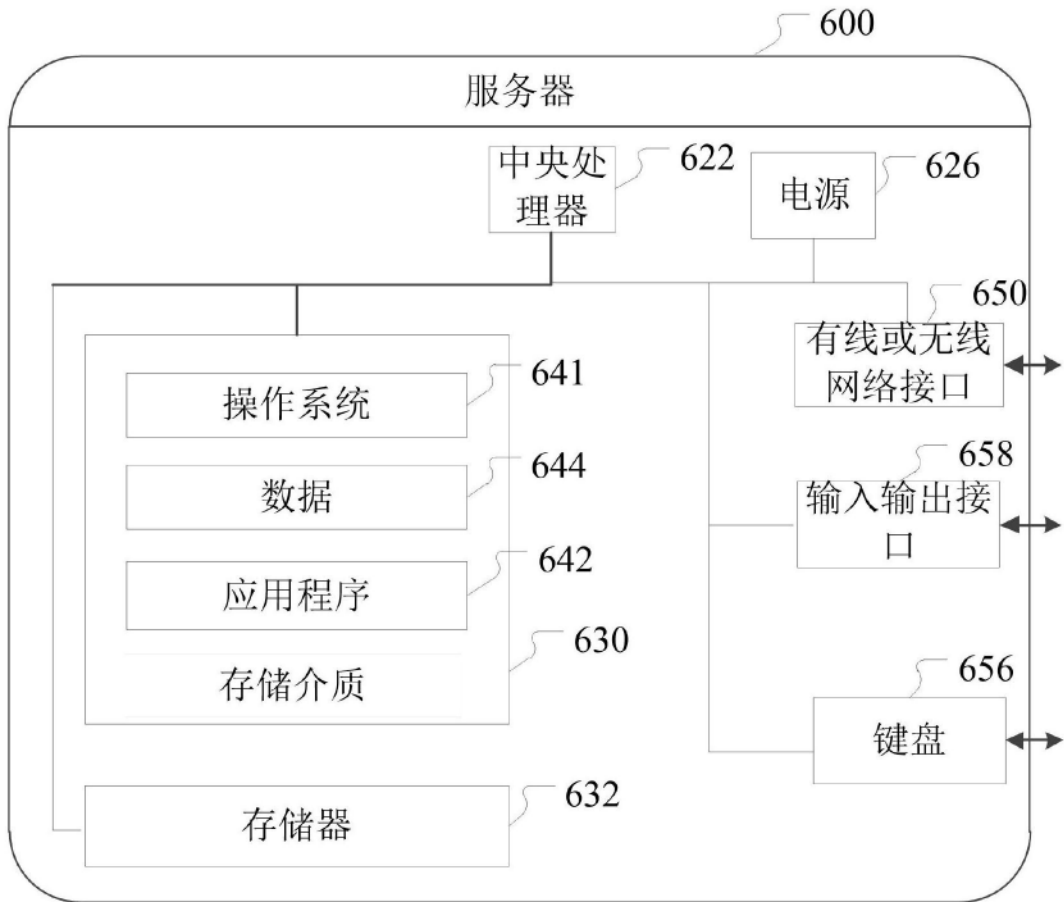 600
服务器
中央处
理器
622
电源
626
650
有线或无线
网络接口
操作系统
641
数据
644
658
输入输出接
口
应用程序
642
存储介质
630
656
键盘
存储器
632